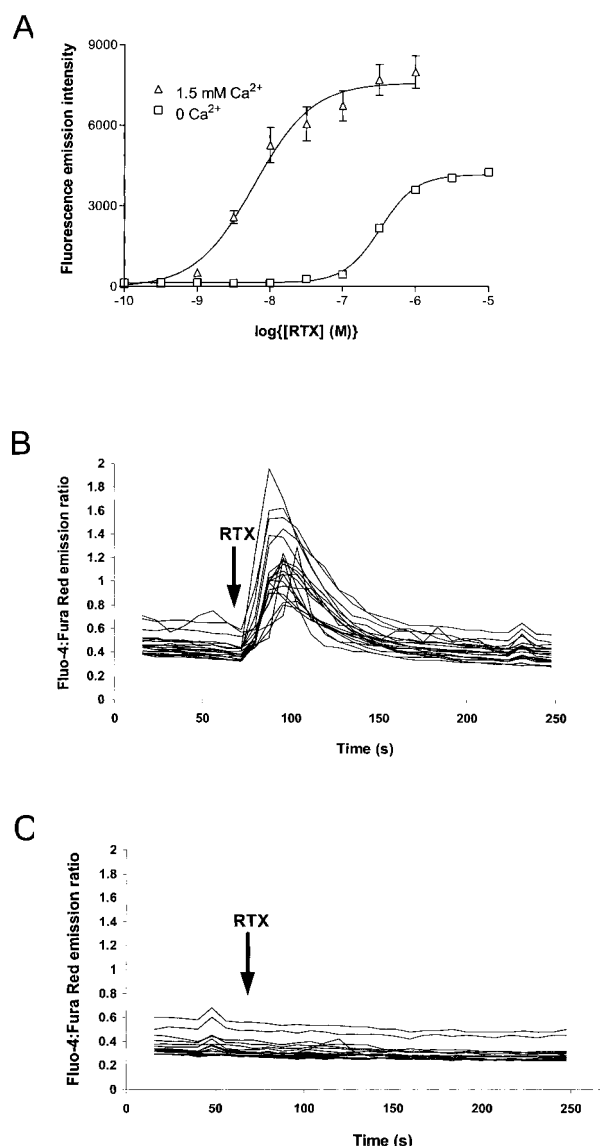 A
Fluorescence emission intensity
9000
6000
3000
0
△ 1.5 mM Ca2+
□ 0 Ca2+
-10 -9 -8 -7 -6 -5
log{[RTX] (M)}
B
Fluo-4:Fura Red emission ratio
2
1.8
1.6
1.4
1.2
1
0.8
0.6
0.4
0.2
0
RTX
0 50 100 150 200 250
Time (s)
C
Fluo-4:Fura Red emission ratio
2
1.8
1.6
1.4
1.2
1
0.8
0.6
0.4
0.2
0
RTX
0 50 100 150 200 250
Time (s)